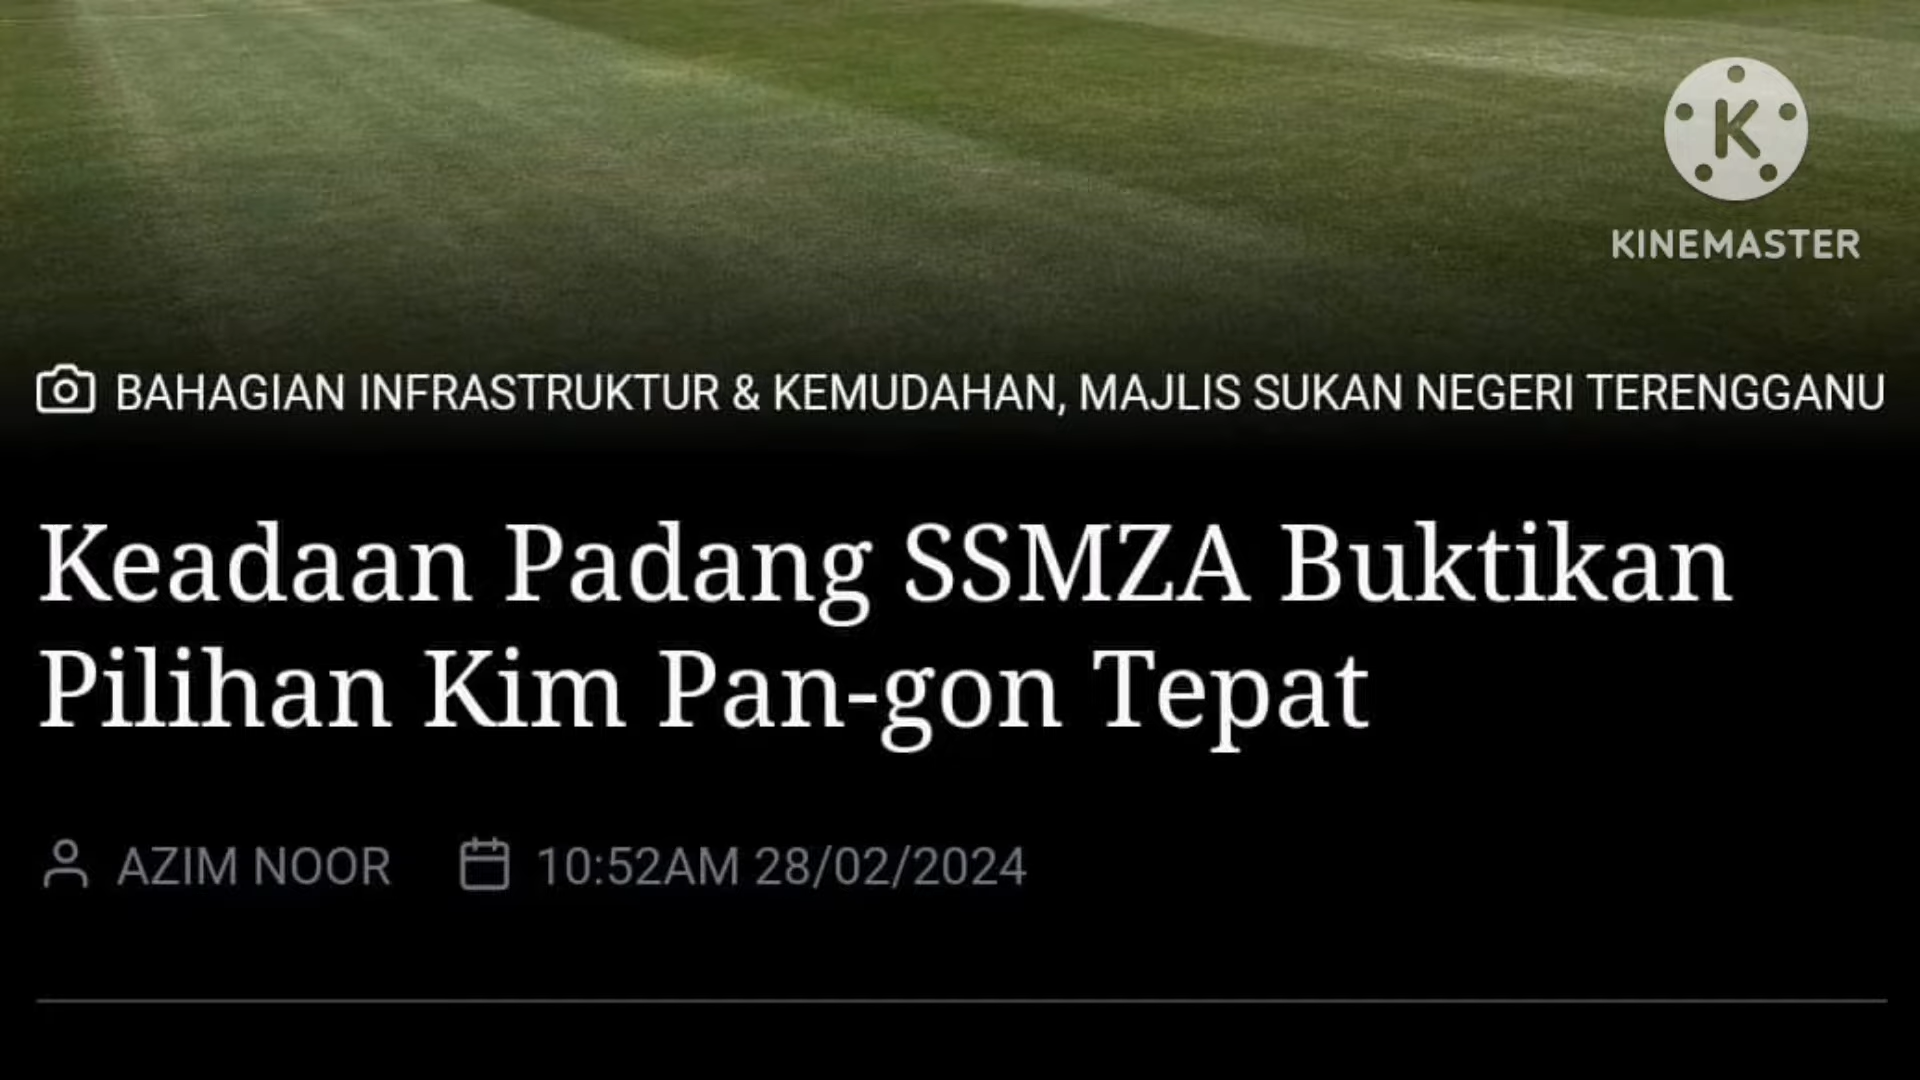 K
KINEMASTER
BAHAGIAN INFRASTRUKTUR & KEMUDAHAN, MAJLIS SUKAN NEGERI TERENGGANU
Keadaan Padang SSMZA Buktikan
Pilihan Kim Pan-gon Tepat
AZIM NOOR 10:52AM 28/02/2024